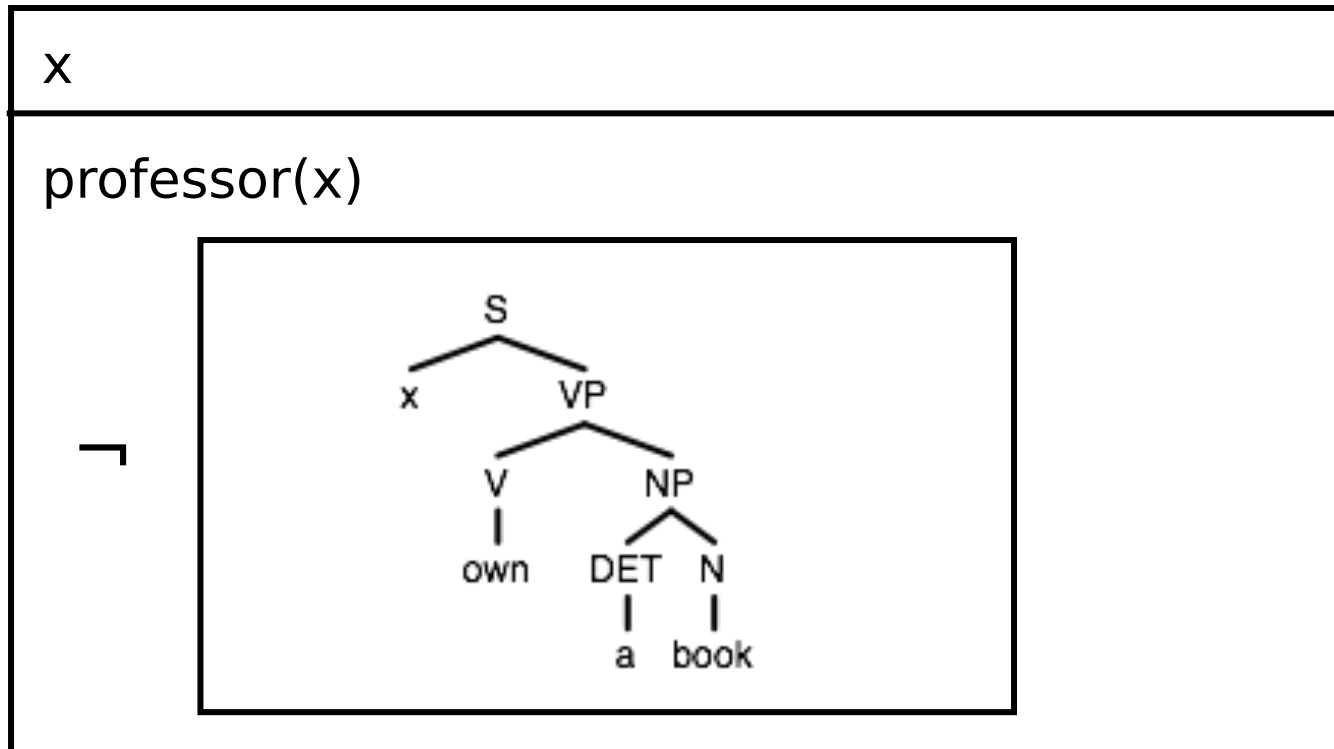 x
professor(x)
S
x VP
¬
V NP
own DET N
a book